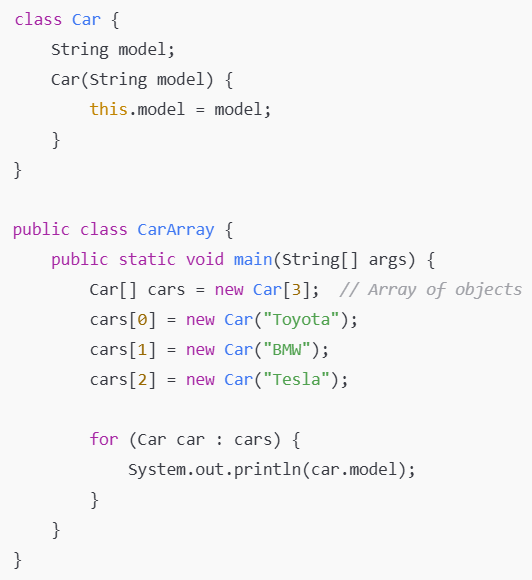 class Car {
    String model;
    Car(String model) {
        this.model = model;
    }
}

public class CarArray {
    public static void main(String[] args) {
        Car[] cars = new Car[3];  // Array of objects
        cars[0] = new Car("Toyota");
        cars[1] = new Car("BMW");
        cars[2] = new Car("Tesla");

        for (Car car : cars) {
            System.out.println(car.model);
        }
    }
}